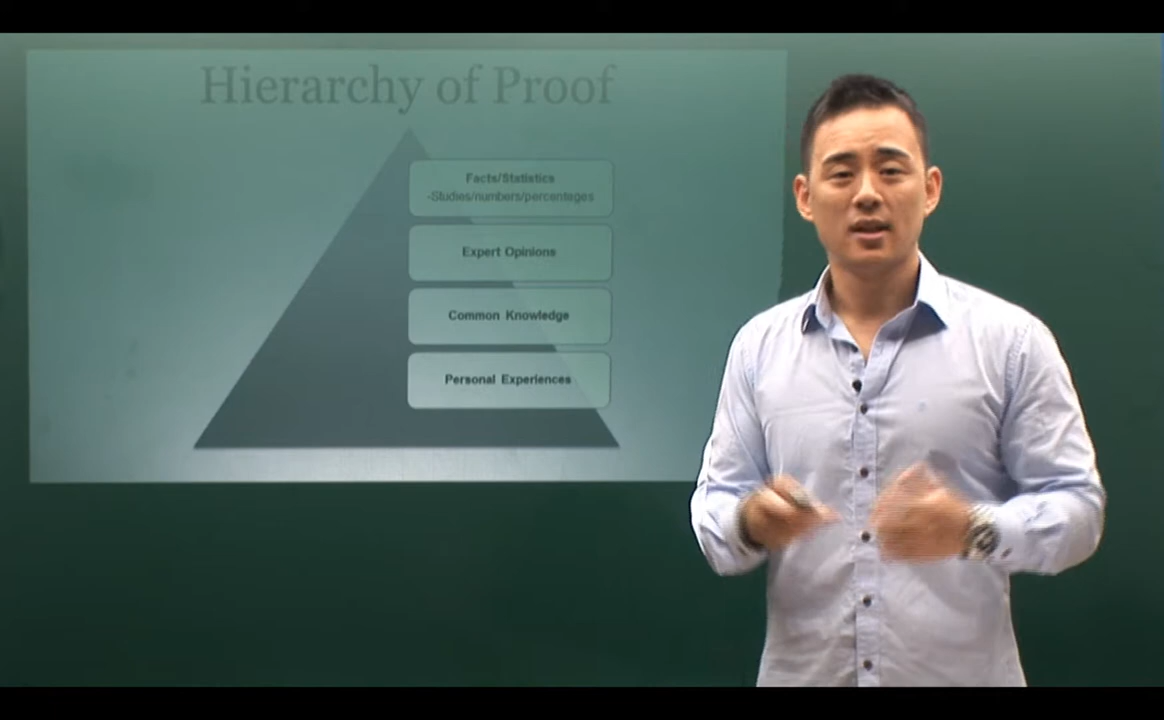 Hierarchy of Proof
Facts/Statistics
-Studies/numbers/percentages
Expert Opinions
Common Knowledge
Personal Experiences